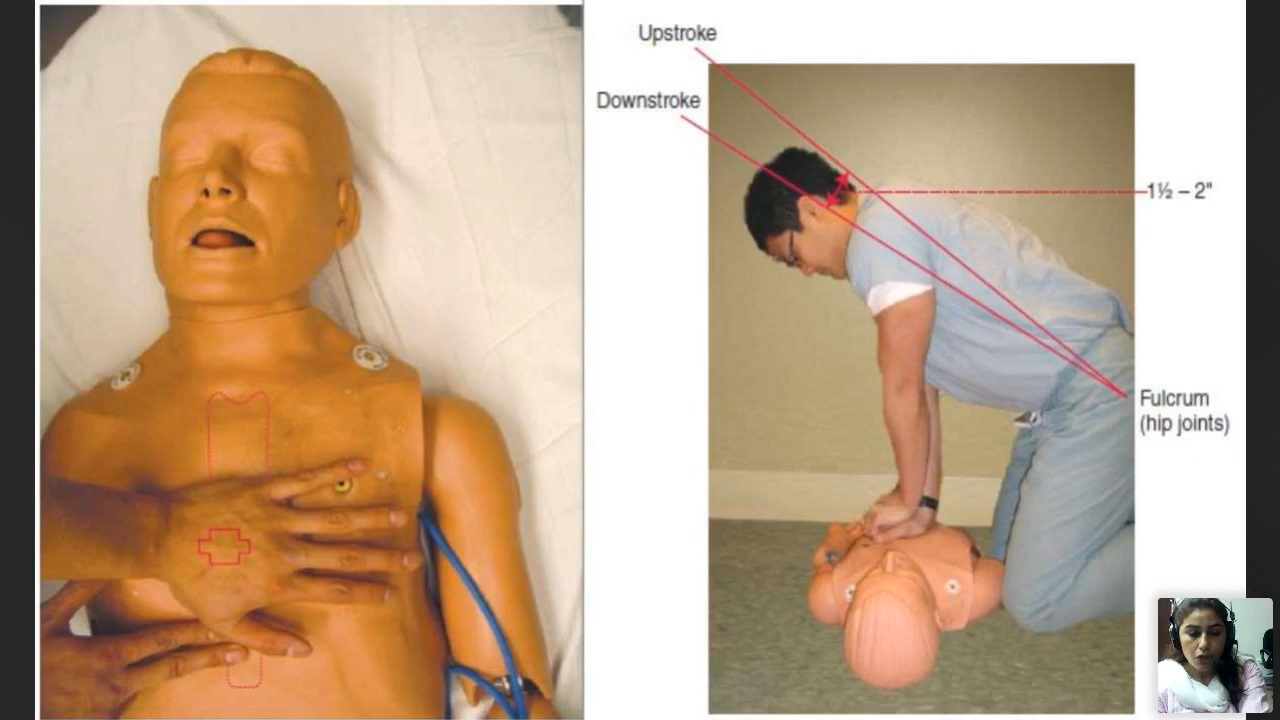 Upstroke
Downstroke
1½ – 2"
Fulcrum
(hip joints)